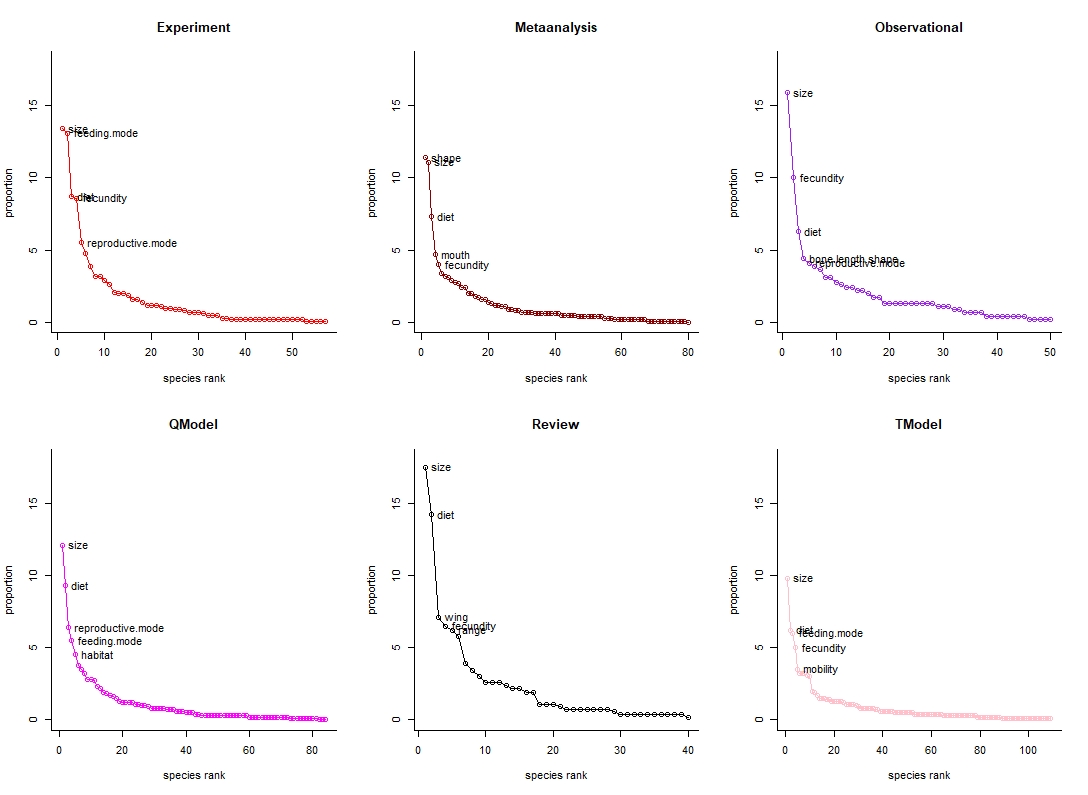 Experiment
proportion
15
10
5
0
size
feeding.mode
diet
fecundity
reproductive.mode
0 10 20 30 40 50
species rank
Metaanalysis
proportion
15
10
5
0
shape
size
diet
mouth
fecundity
0 20 40 60 80
species rank
Observational
proportion
15
10
5
0
size
fecundity
diet
bone.length.shape
reproductive.mode
0 10 20 30 40 50
species rank
QModel
proportion
15
10
5
0
size
diet
reproductive.mode
feeding.mode
habitat
0 20 40 60 80
species rank
Review
proportion
15
10
5
0
size
diet
wing
fecundity
range
0 10 20 30 40
species rank
TModel
proportion
15
10
5
0
size
diet
feeding.mode
fecundity
mobility
0 20 40 60 80 100
species rank